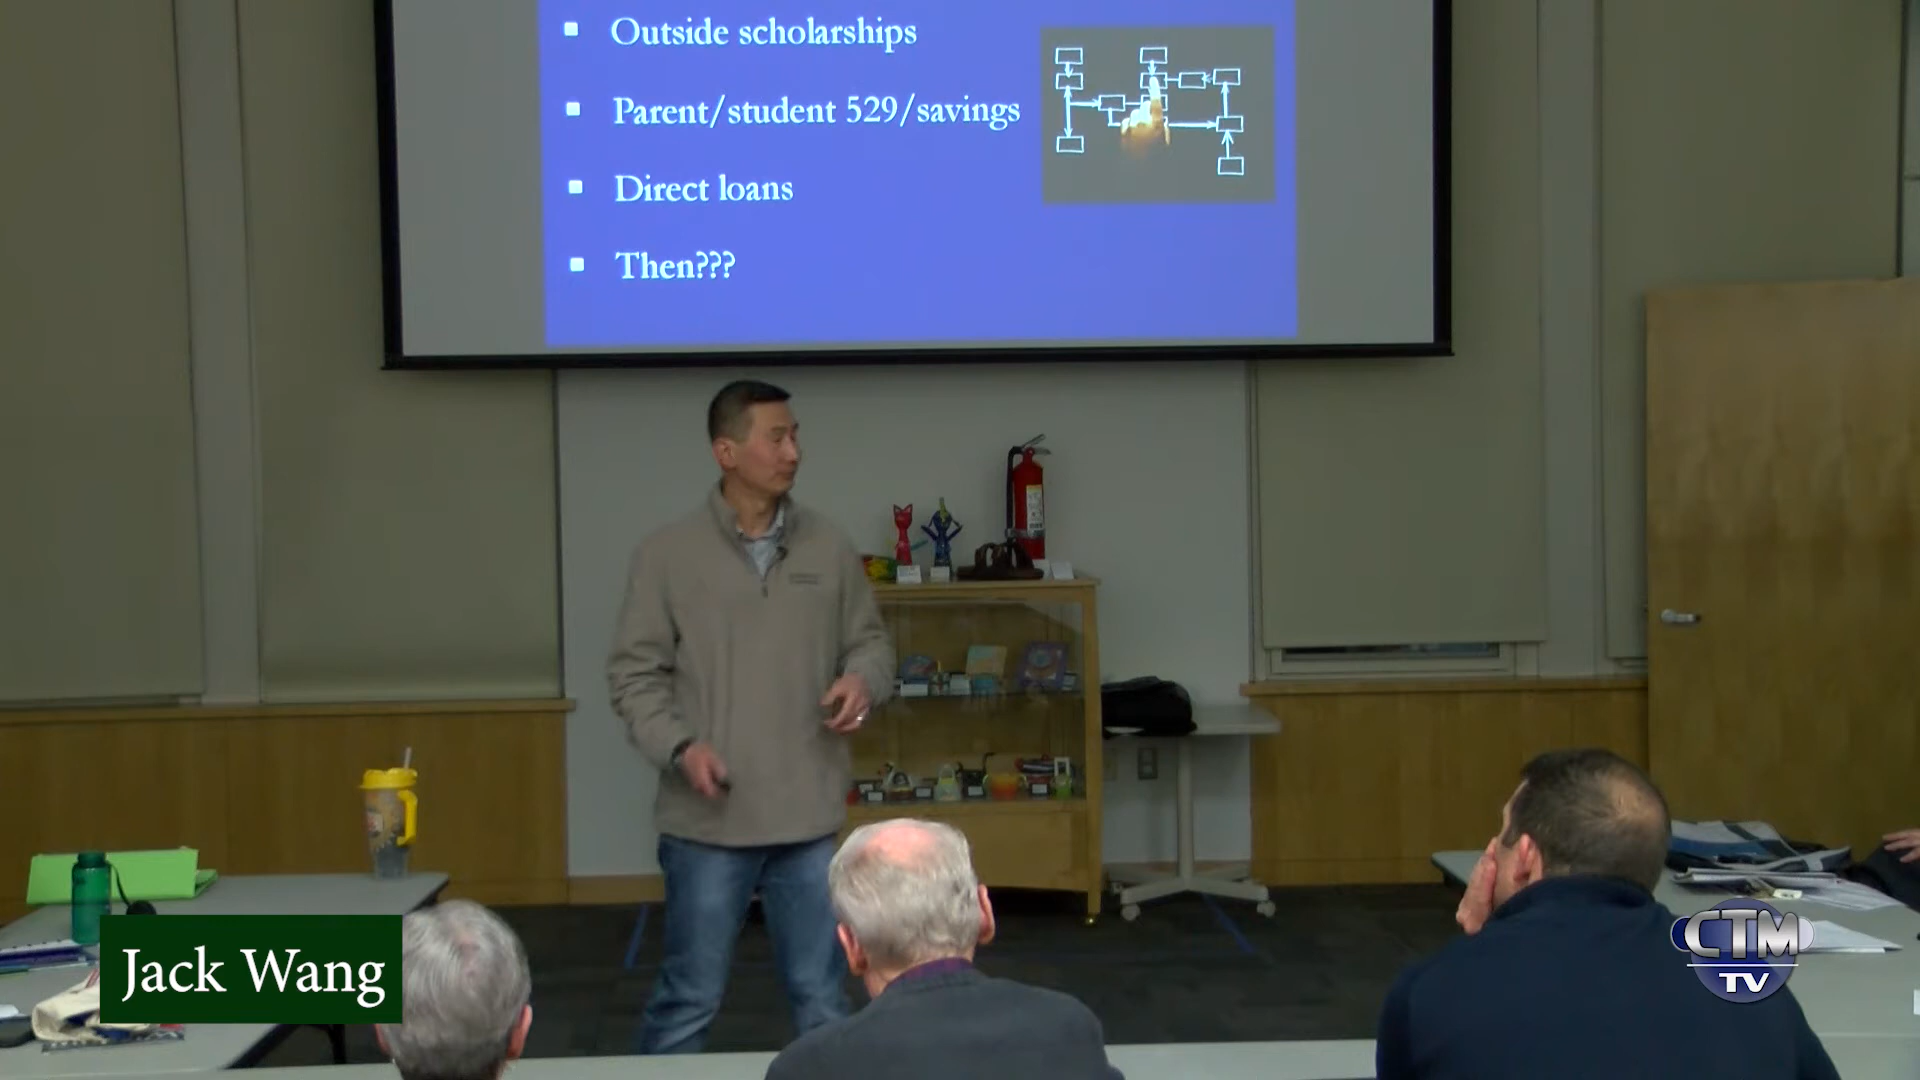 Outside scholarships
Parent/student 529/savings
Direct loans
Then???
Jack Wang
CTM
TV